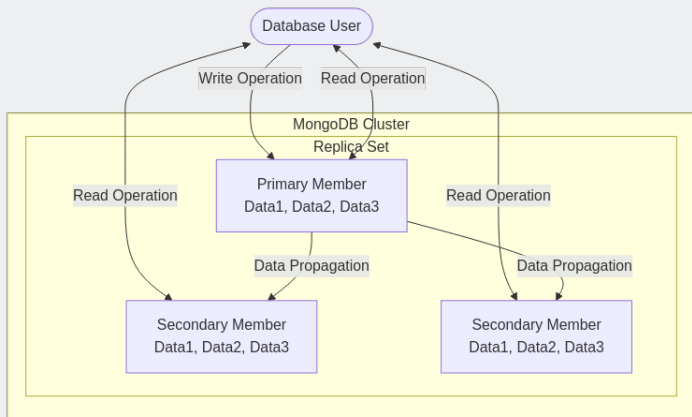 Database User
Write Operation
Read Operation
MongoDB Cluster
Replica Set
Primary Member
Data1, Data2, Data3
Read Operation
Read Operation
Data Propagation
Data Propagation
Secondary Member
Data1, Data2, Data3
Secondary Member
Data1, Data2, Data3